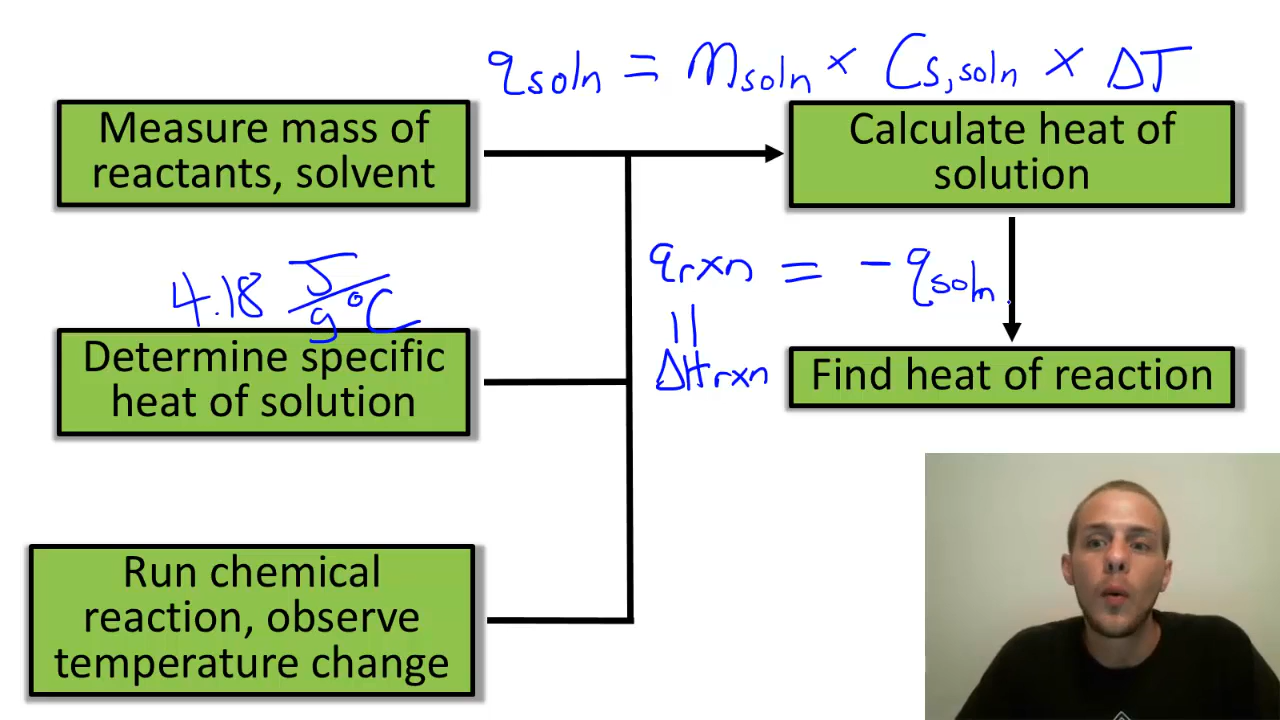 q soln = m soln × Cs,soln × ΔT
Measure mass of
reactants, solvent
Calculate heat of
solution
4.18 J/g°C
q rxn = - q soln
||
ΔH rxn
Determine specific
heat of solution
Find heat of reaction
Run chemical
reaction, observe
temperature change